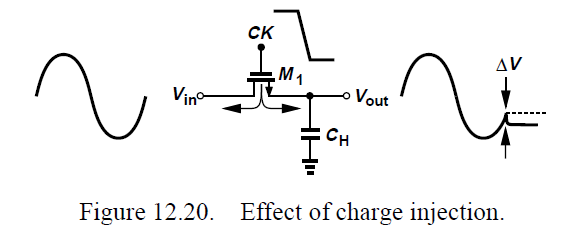 CK
M1
Vin
Vout
CH
ΔV
Figure 12.20. Effect of charge injection.